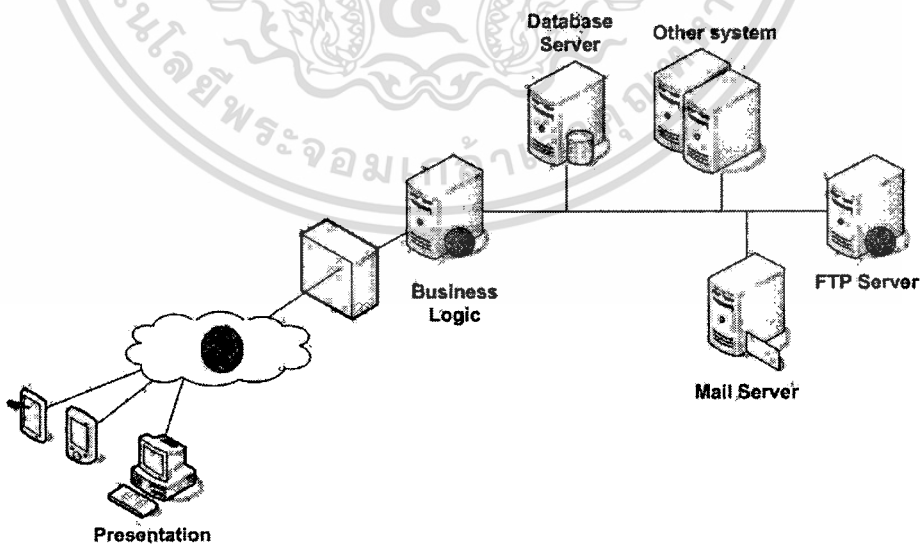 Database
Server
Other system
Business
Logic
FTP Server
Mail Server
Presentation